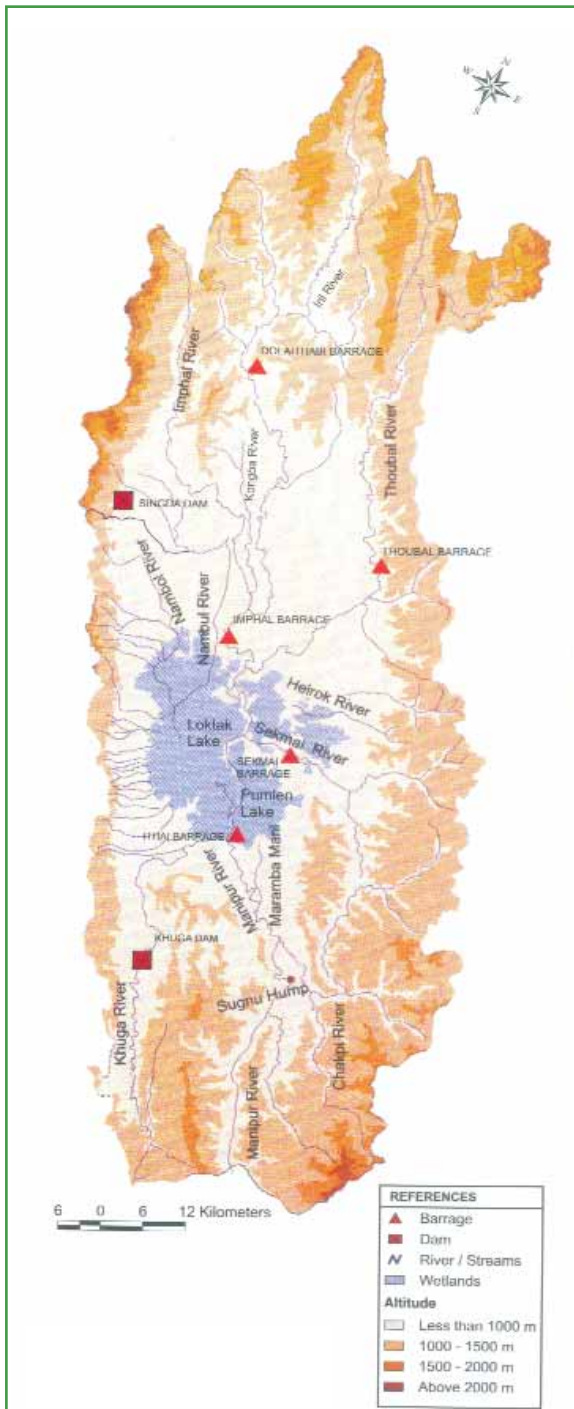 N
W
E
S
Iril River
Imphal River
DOLAITHABI BARRAGE
Thoubal River
Kongba River
SINGDA DAM
THOUBAL BARRAGE
Nambol River
Nambul River
IMPHAL BARRAGE
Heirok River
Loktak
Lake
Sekmai River
SEKMAI
BARRAGE
Pumlen
Lake
ITHAI BARRAGE
Manipur River
KHUGA DAM
Sugnu Hump
Khuga River
Chakpi River
Manipur River
6 0 6 12 Kilometers
REFERENCES
Barrage
Dam
River / Streams
Wetlands
Altitude
Less than 1000 m
1000 - 1500 m
1500 - 2000 m
Above 2000 m